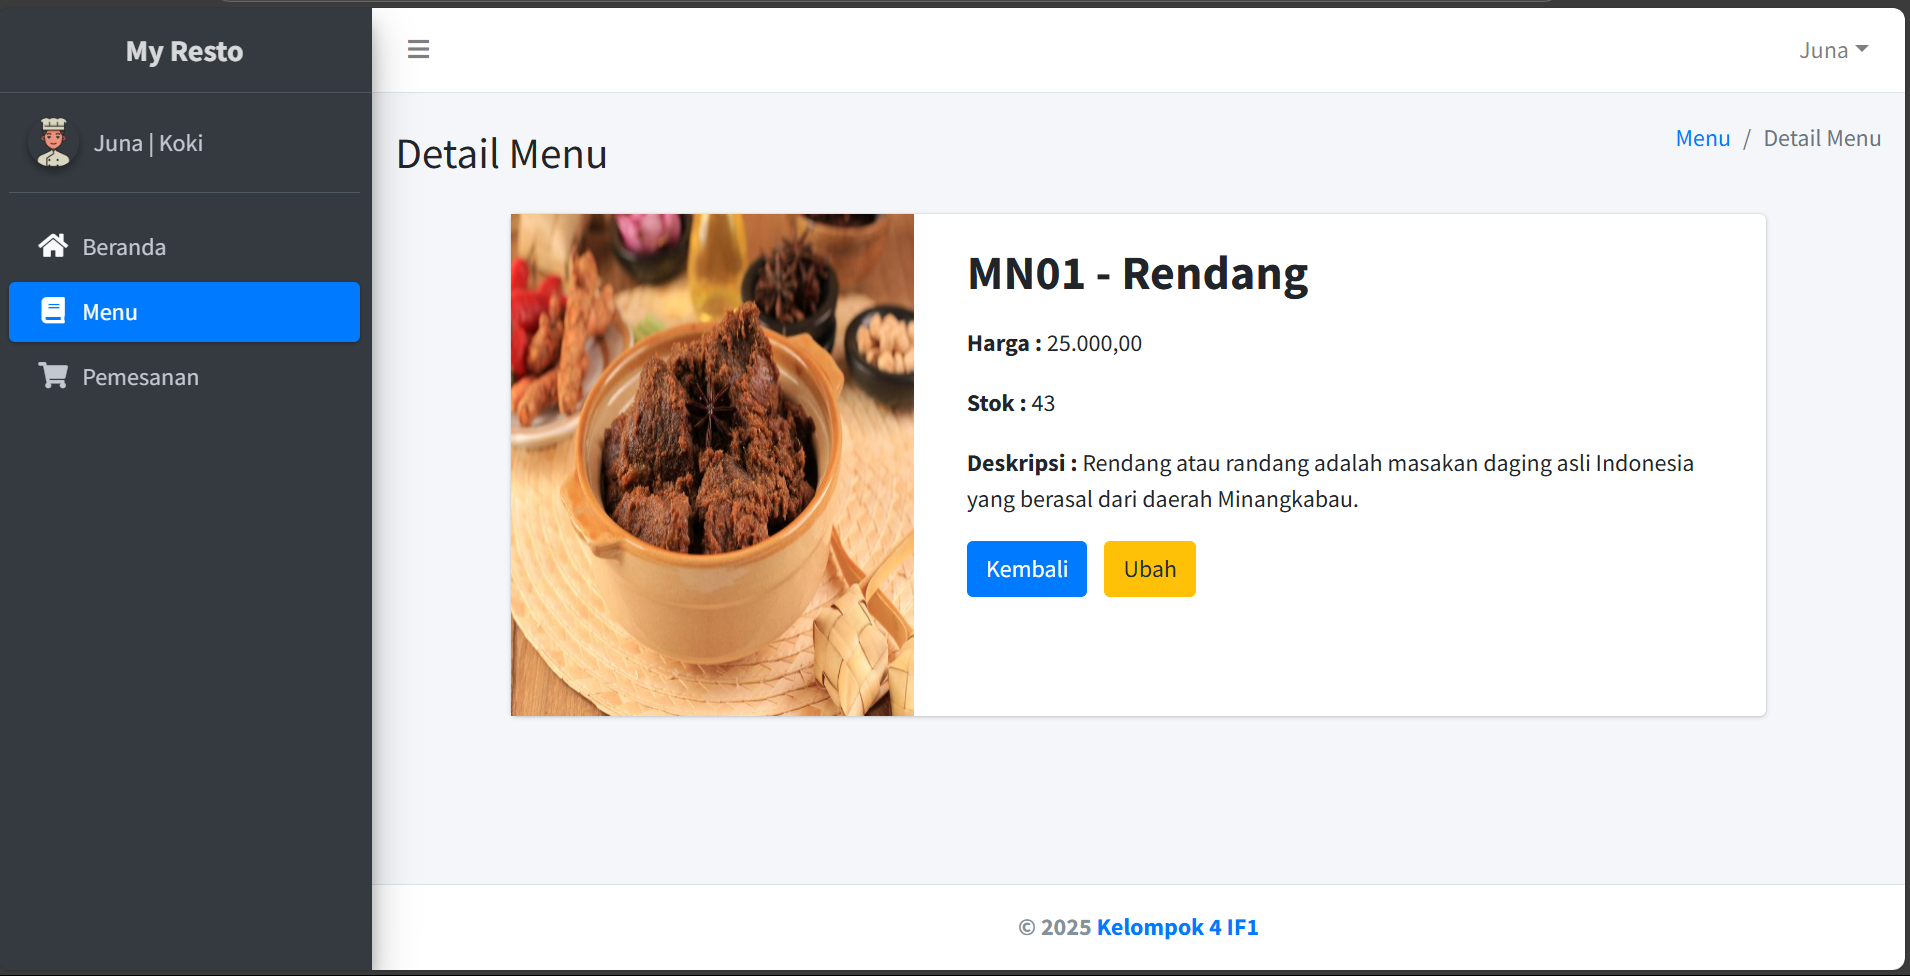 My Resto
Juna
Juna | Koki
Detail Menu
Menu / Detail Menu
Beranda
Menu
Pemesanan
MN01 - Rendang
Harga : 25.000,00
Stok : 43
Deskripsi : Rendang atau randang adalah masakan daging asli Indonesia
yang berasal dari daerah Minangkabau.
Kembali
Ubah
© 2025 Kelompok 4 IF1